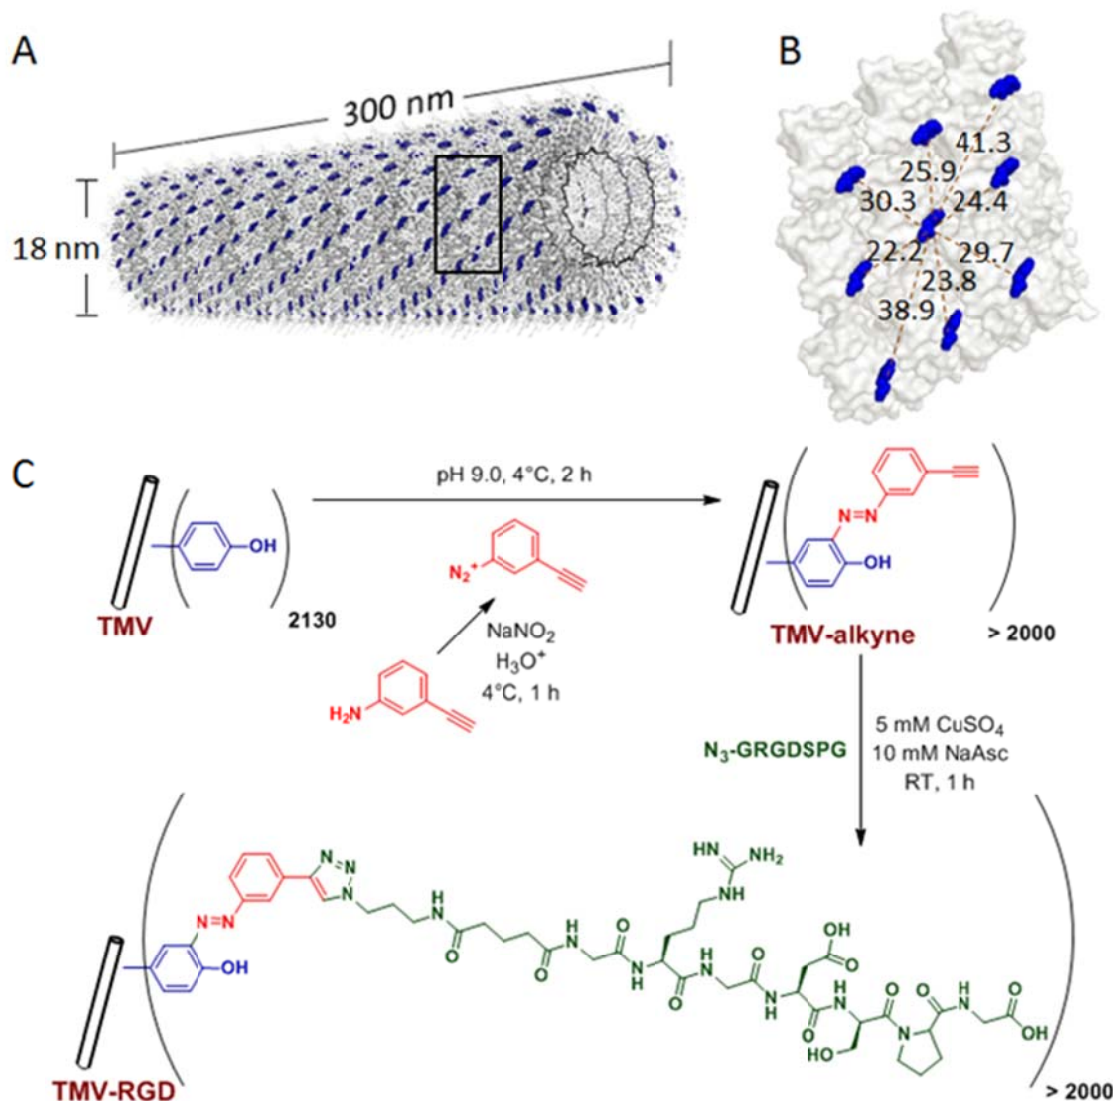 A
300 nm
18 nm
B
41.3
25.9
30.3
24.4
22.2
29.7
23.8
38.9
C
TMV
OH
2130
pH 9.0, 4°C, 2 h
N₂⁺
NaNO₂
H₃O⁺
4°C, 1 h
H₂N
N=N
OH
TMV-alkyne
> 2000
N₃-GRGDSPG
5 mM CuSO₄
10 mM NaAsc
RT, 1 h
TMV-RGD
N=N
OH
N
N
N
H
N
O
O
H
N
O
N
H
HN
NH₂
NH
O
H
N
O
N
H
OH
O
O
H
N
HO
O
N
O
H
N
O
OH
> 2000